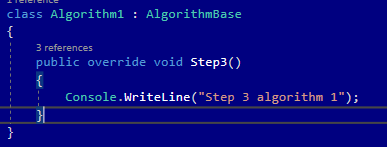 1 reference
class Algorithm1 : AlgorithmBase
{
3 references
public override void Step3()
{
Console.WriteLine("Step 3 algorithm 1");
}
}